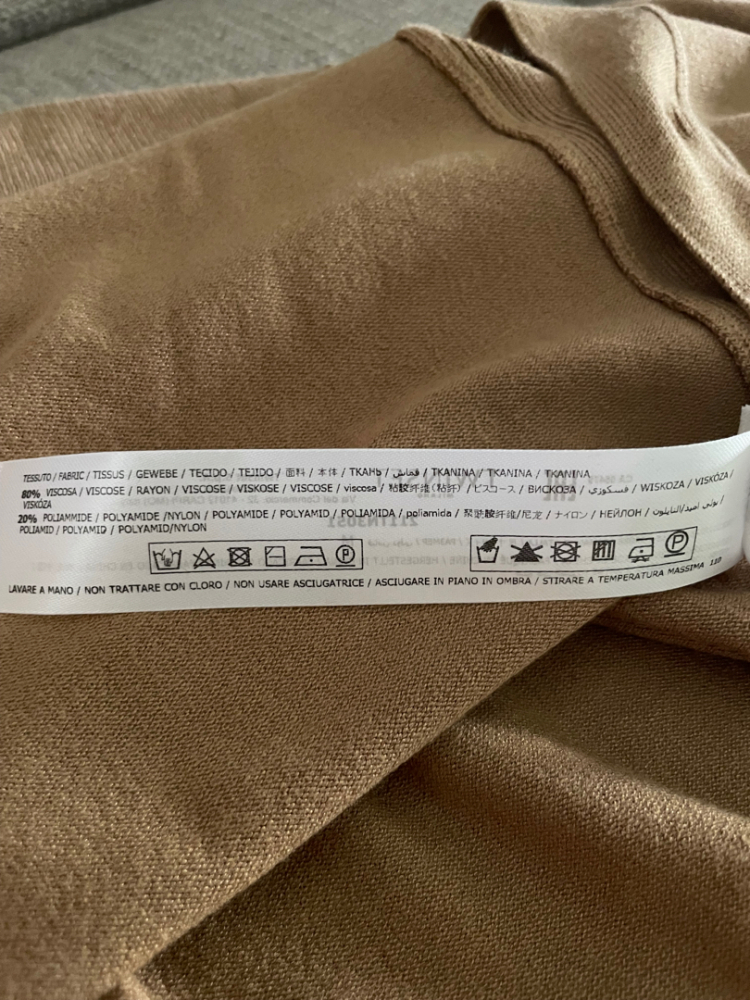 TESSUTO / FABRIC / TISSUS / GEWEBE / TECIDO / TEJIDO / 面料 / 本体 / ТКАНЬ / قماش / TKANINA / TKANINA / TKANINA
80% VISCOSA / VISCOSE / RAYON / VISCOSE / VISKOSE / VISCOSE / viscosa / 粘胶纤维(粘纤) / ビスコース / ВИСКОЗА / فسكوزي / WISKOZA / VISKÓZA /
VISKÓZA
20% POLIAMMIDE / POLYAMIDE /NYLON / POLYAMIDE / POLYAMID / POLIAMIDA / poliamida / 聚酰胺纤维/尼龙 / ナイロン / НЕЙЛОН / بولي أميد/النايلون /
POLIAMID / POLYAMID / POLYAMID/NYLON
P P
LAVARE A MANO / NON TRATTARE CON CLORO / NON USARE ASCIUGATRICE / ASCIUGARE IN PIANO IN OMBRA / STIRARE A TEMPERATURA MASSIMA 110